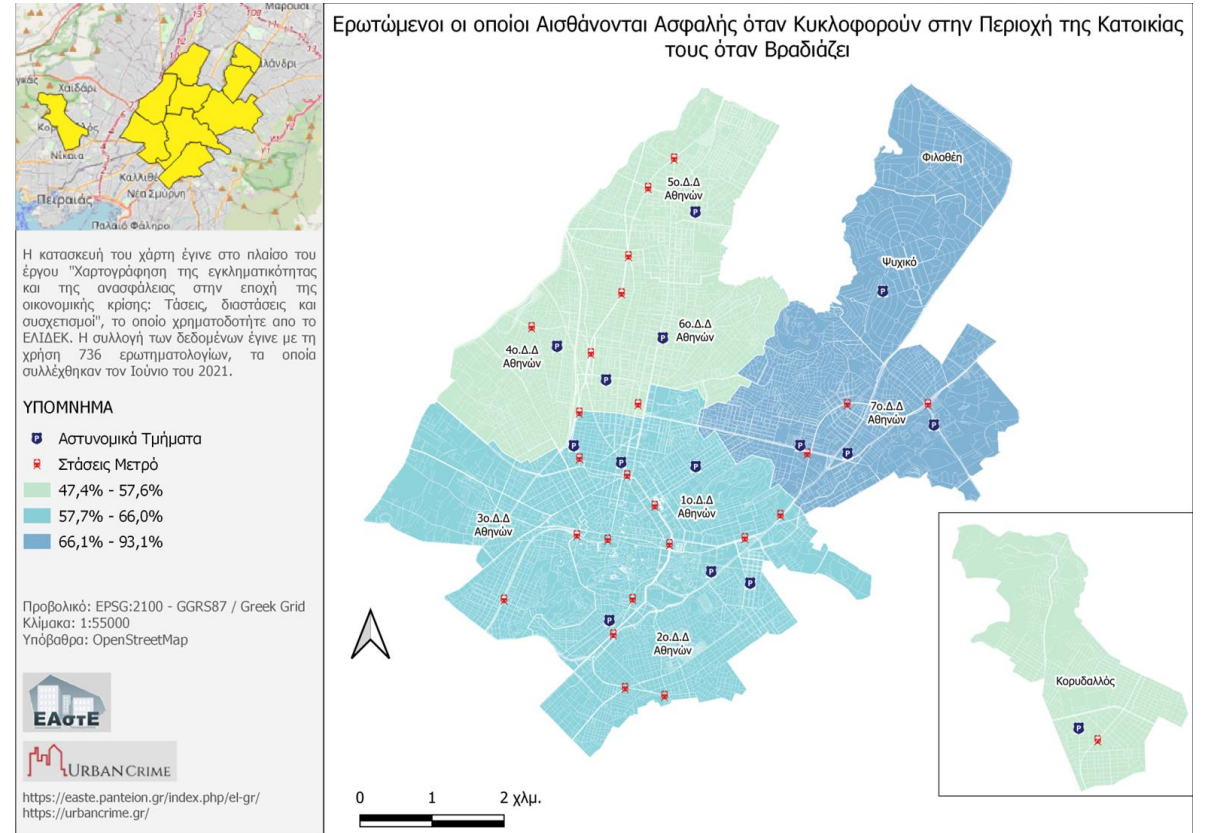 Ερωτώμενοι οι οποίοι Αισθάνονται Ασφαλής όταν Κυκλοφορούν στην Περιοχή της Κατοικίας
τους όταν Βραδιάζει
Μαρούσι
Χαϊδάρι
Νίκαια
Καλλιθέ
Νέα Σμύρνη
Πειραιάς
Παλαιό Φάληρο
Η κατασκευή του χάρτη έγινε στο πλαίσο του
έργου "Χαρτογράφηση της εγκληματικότητας
και της ανασφάλειας στην εποχή της
οικονομικής κρίσης: Τάσεις, διαστάσεις και
συσχετισμοί", το οποίο χρηματοδοτήτε απο το
ΕΛΙΔΕΚ. Η συλλογή των δεδομένων έγινε με τη
χρήση 736 ερωτηματολογίων, τα οποία
συλλέχθηκαν τον Ιούνιο του 2021.
ΥΠΟΜΝΗΜΑ
Αστυνομικά Τμήματα
Στάσεις Μετρό
47,4% - 57,6%
57,7% - 66,0%
66,1% - 93,1%
Προβολικό: EPSG:2100 - GGRS87 / Greek Grid
Κλίμακα: 1:55000
Υπόβαθρα: OpenStreetMap
ΕΑστΕ
URBANCRIME
https://easte.panteion.gr/index.php/el-gr/
https://urbancrime.gr/
Φιλοθέη
5ο.Δ.Δ
Αθηνών
Ψυχικό
6ο.Δ.Δ
Αθηνών
4ο.Δ.Δ
Αθηνών
7ο.Δ.Δ
Αθηνών
1ο.Δ.Δ
Αθηνών
3ο.Δ.Δ
Αθηνών
2ο.Δ.Δ
Αθηνών
Κορυδαλλός
0 1 2 χλμ.